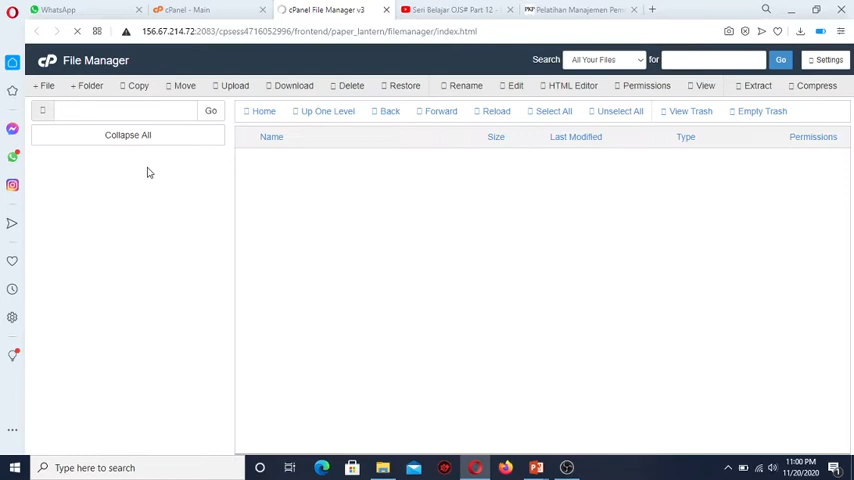 WhatsApp
cPanel - Main
cPanel File Manager v3
Seri Belajar OJS# Part 12 -
Pelatihan Manajemen Pem
156.67.214.72:2083/cpsess4716052996/frontend/paper_lantern/filemanager/index.html
cP File Manager
Search All Your Files for Go Settings
+ File + Folder Copy Move Upload Download Delete Restore Rename Edit HTML Editor Permissions View Extract Compress
Go Home Up One Level Back Forward Reload Select All Unselect All View Trash Empty Trash
Collapse All
Name Size Last Modified Type Permissions
Type here to search
11:00 PM
11/20/2020